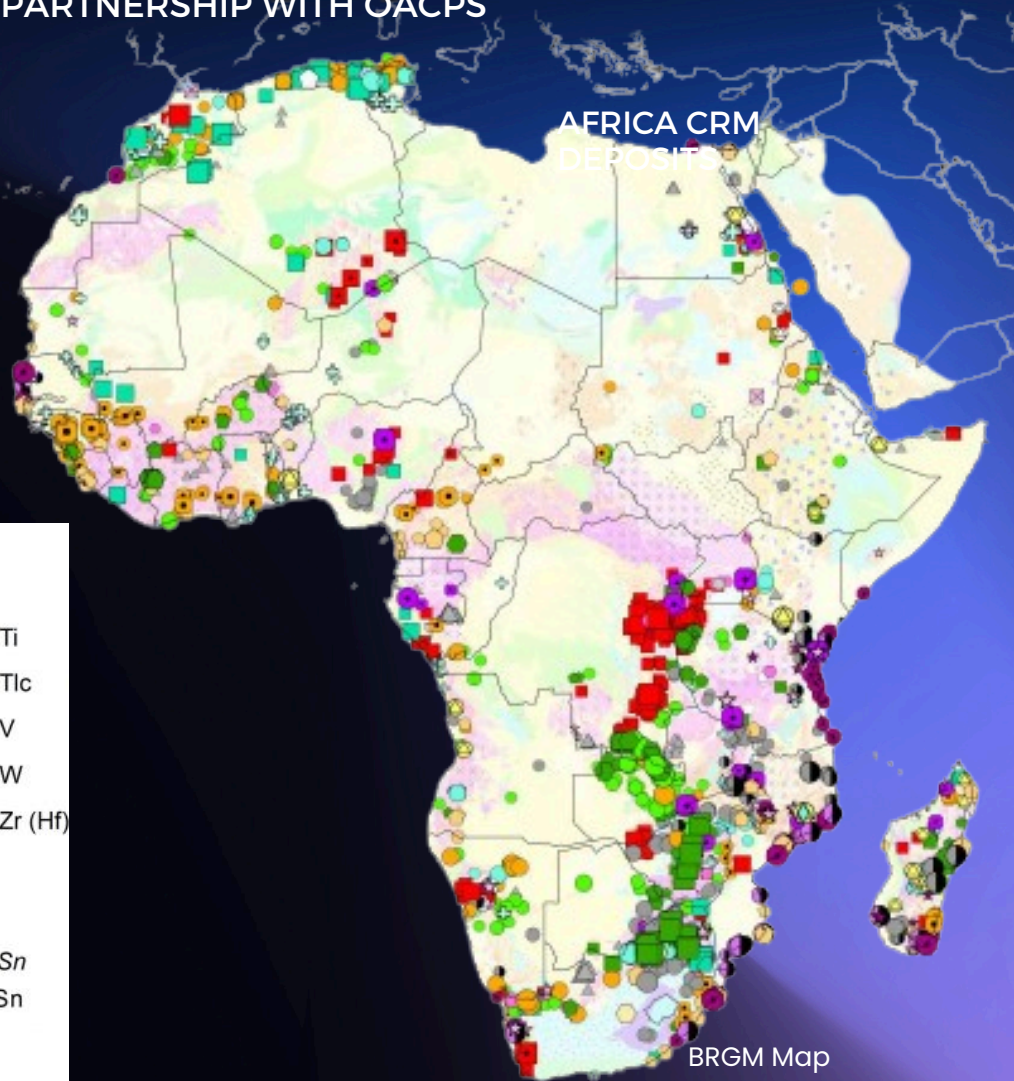 PARTNERSHIP WITH OACPS
AFRICA CRM
DEPOSITS
Ti
Tlc
V
W
Zr (Hf)
Sn
Sn
BRGM Map